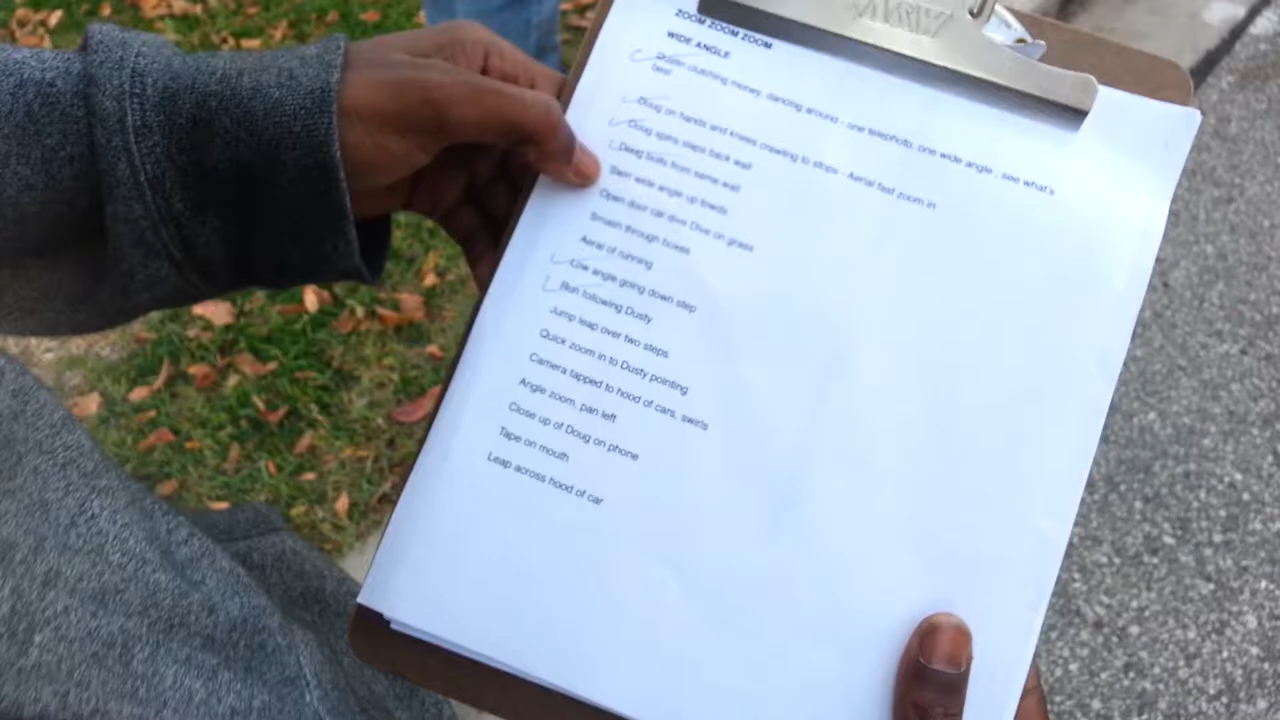 ZOOM ZOOM ZOOM
WIDE ANGLE
Dustin clutching money, dancing around - one telephoto, one wide angle , see what's
best
Doug on hands and knees crawling to stops - Aerial fast zoom in
Doug spins steps back wall
Doug from same wall
wide angle up
Open door car dive Dive on grass
Smash through boxes
Aerial of running
Low angle going down step
Run following Dusty
Jump leap over two steps
Quick zoom in to Dusty pointing
Camera tapped to hood of cars, swirls
Angle zoom, pan left
Close up of Doug on phone
Tape on mouth
Leap across hood of car